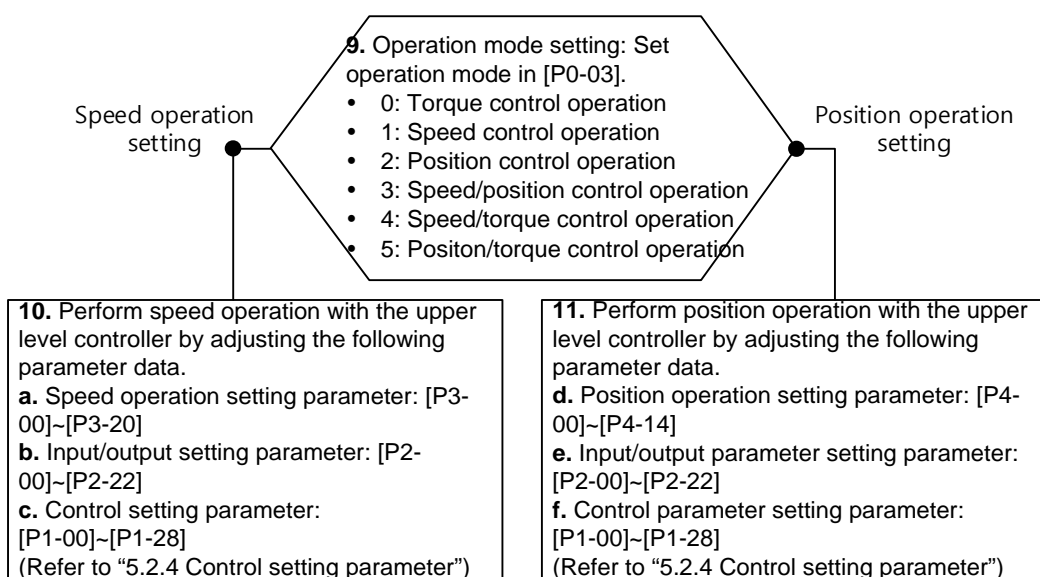 9. Operation mode setting: Set
operation mode in [P0-03].
• 0: Torque control operation
• 1: Speed control operation
• 2: Position control operation
• 3: Speed/position control operation
• 4: Speed/torque control operation
• 5: Positon/torque control operation
Speed operation
setting
Position operation
setting
10. Perform speed operation with the upper
level controller by adjusting the following
parameter data.
a. Speed operation setting parameter: [P3-
00]~[P3-20]
b. Input/output setting parameter: [P2-
00]~[P2-22]
c. Control setting parameter:
[P1-00]~[P1-28]
(Refer to “5.2.4 Control setting parameter”)
11. Perform position operation with the upper
level controller by adjusting the following
parameter data.
d. Position operation setting parameter: [P4-
00]~[P4-14]
e. Input/output parameter setting parameter:
[P2-00]~[P2-22]
f. Control parameter setting parameter:
[P1-00]~[P1-28]
(Refer to “5.2.4 Control setting parameter”)